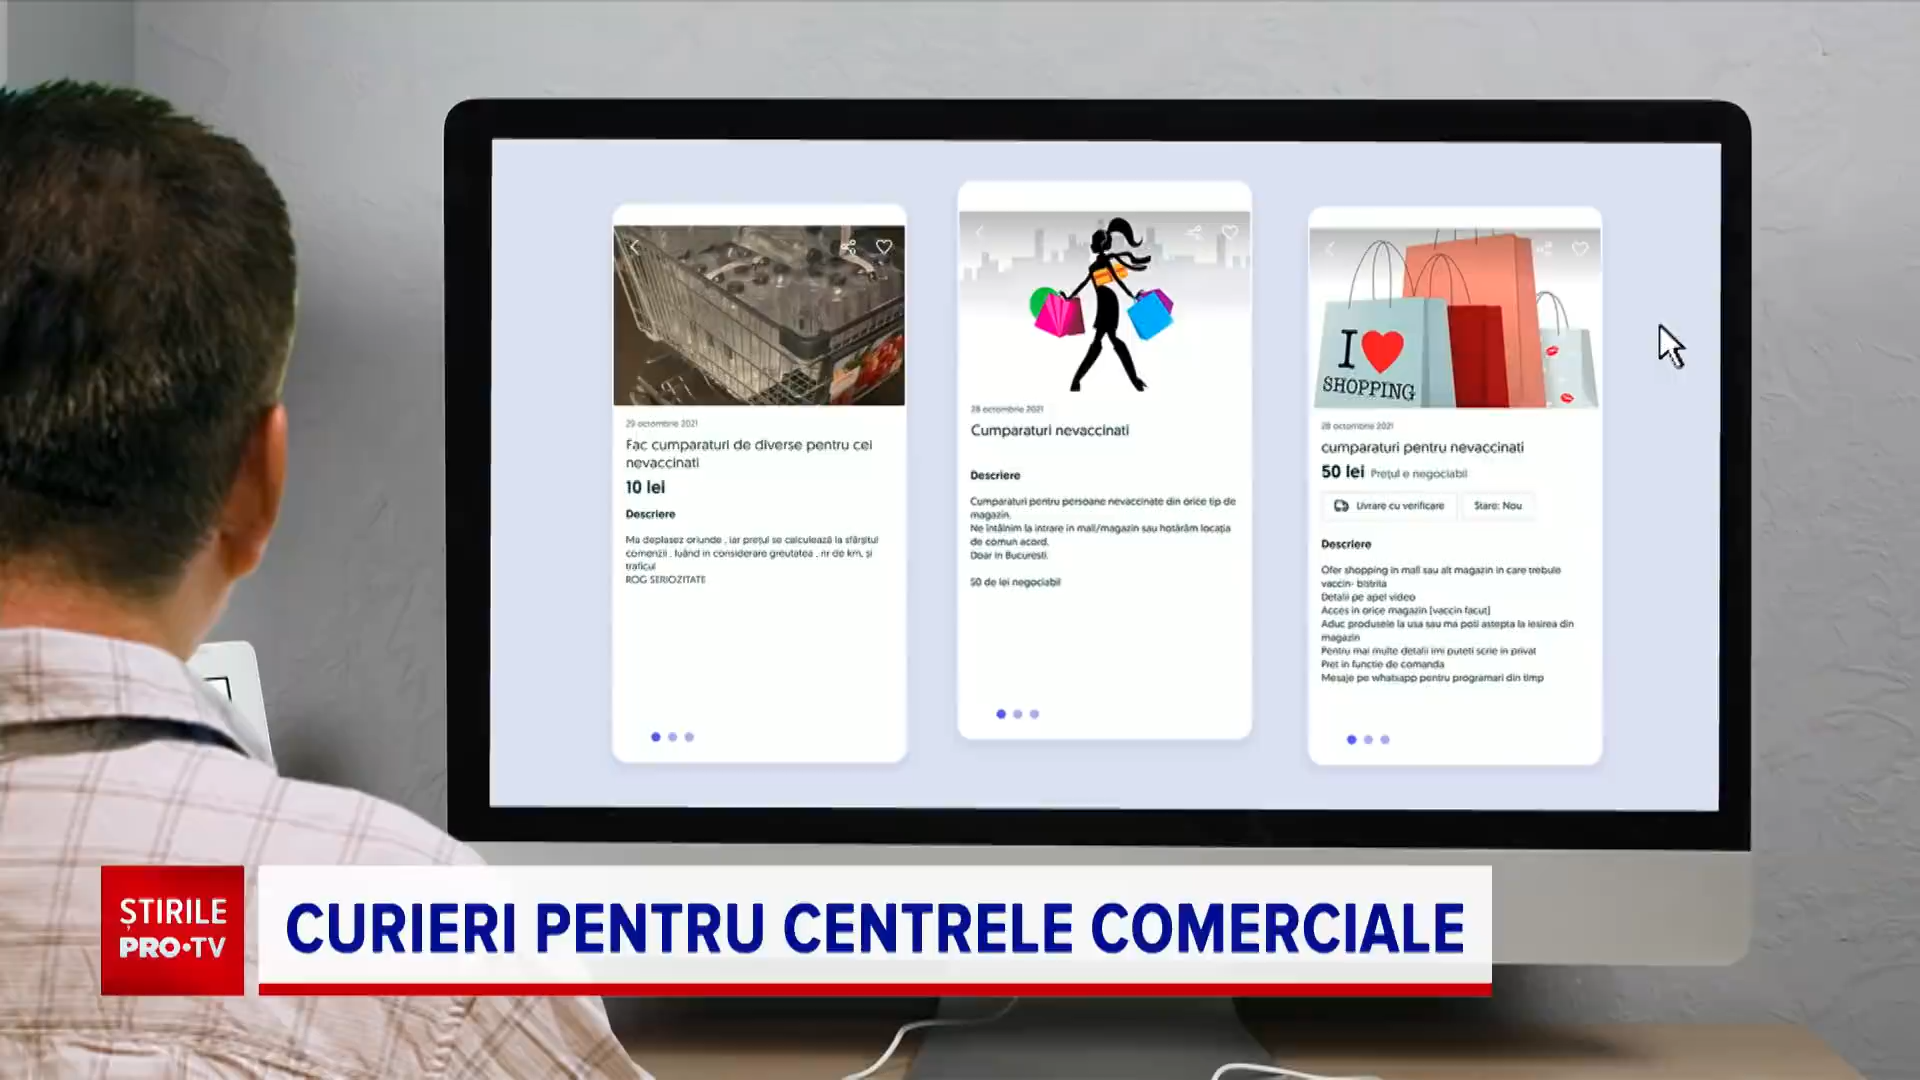 29 octombrie 2021
Fac cumparaturi de diverse pentru cei
nevaccinati
10 lei
Descriere
Ma deplasez oriunde , iar prețul se calculează la sfârșitul
comenzii , luând in considerare greutatea , nr de km, și
traficul
ROG SERIOZITATE
28 octombrie 2021
Cumparaturi nevaccinati
Descriere
Cumparaturi pentru persoane nevaccinate din orice tip de
magazin.
Ne întâlnim la intrare in mall/magazin sau hotărâm locația
de comun acord.
Doar in Bucuresti.
50 de lei negociabil
I
SHOPPING
28 octombrie 2021
cumparaturi pentru nevaccinati
50 lei Prețul e negociabil
Livrare cu verificare Stare: Nou
Descriere
Ofer shopping in mall sau alt magazin in care trebuie
vaccin- bistrita
Detalii pe apel video
Acces in orice magazin [vaccin facut]
Aduc produsele la usa sau ma poti astepta la iesirea din
magazin
Pentru mai multe detalii imi puteti scrie in privat
Pret in functie de comanda
Mesaje pe whatsapp pentru programari din timp
ȘTIRILE
PRO•TV
CURIERI PENTRU CENTRELE COMERCIALE